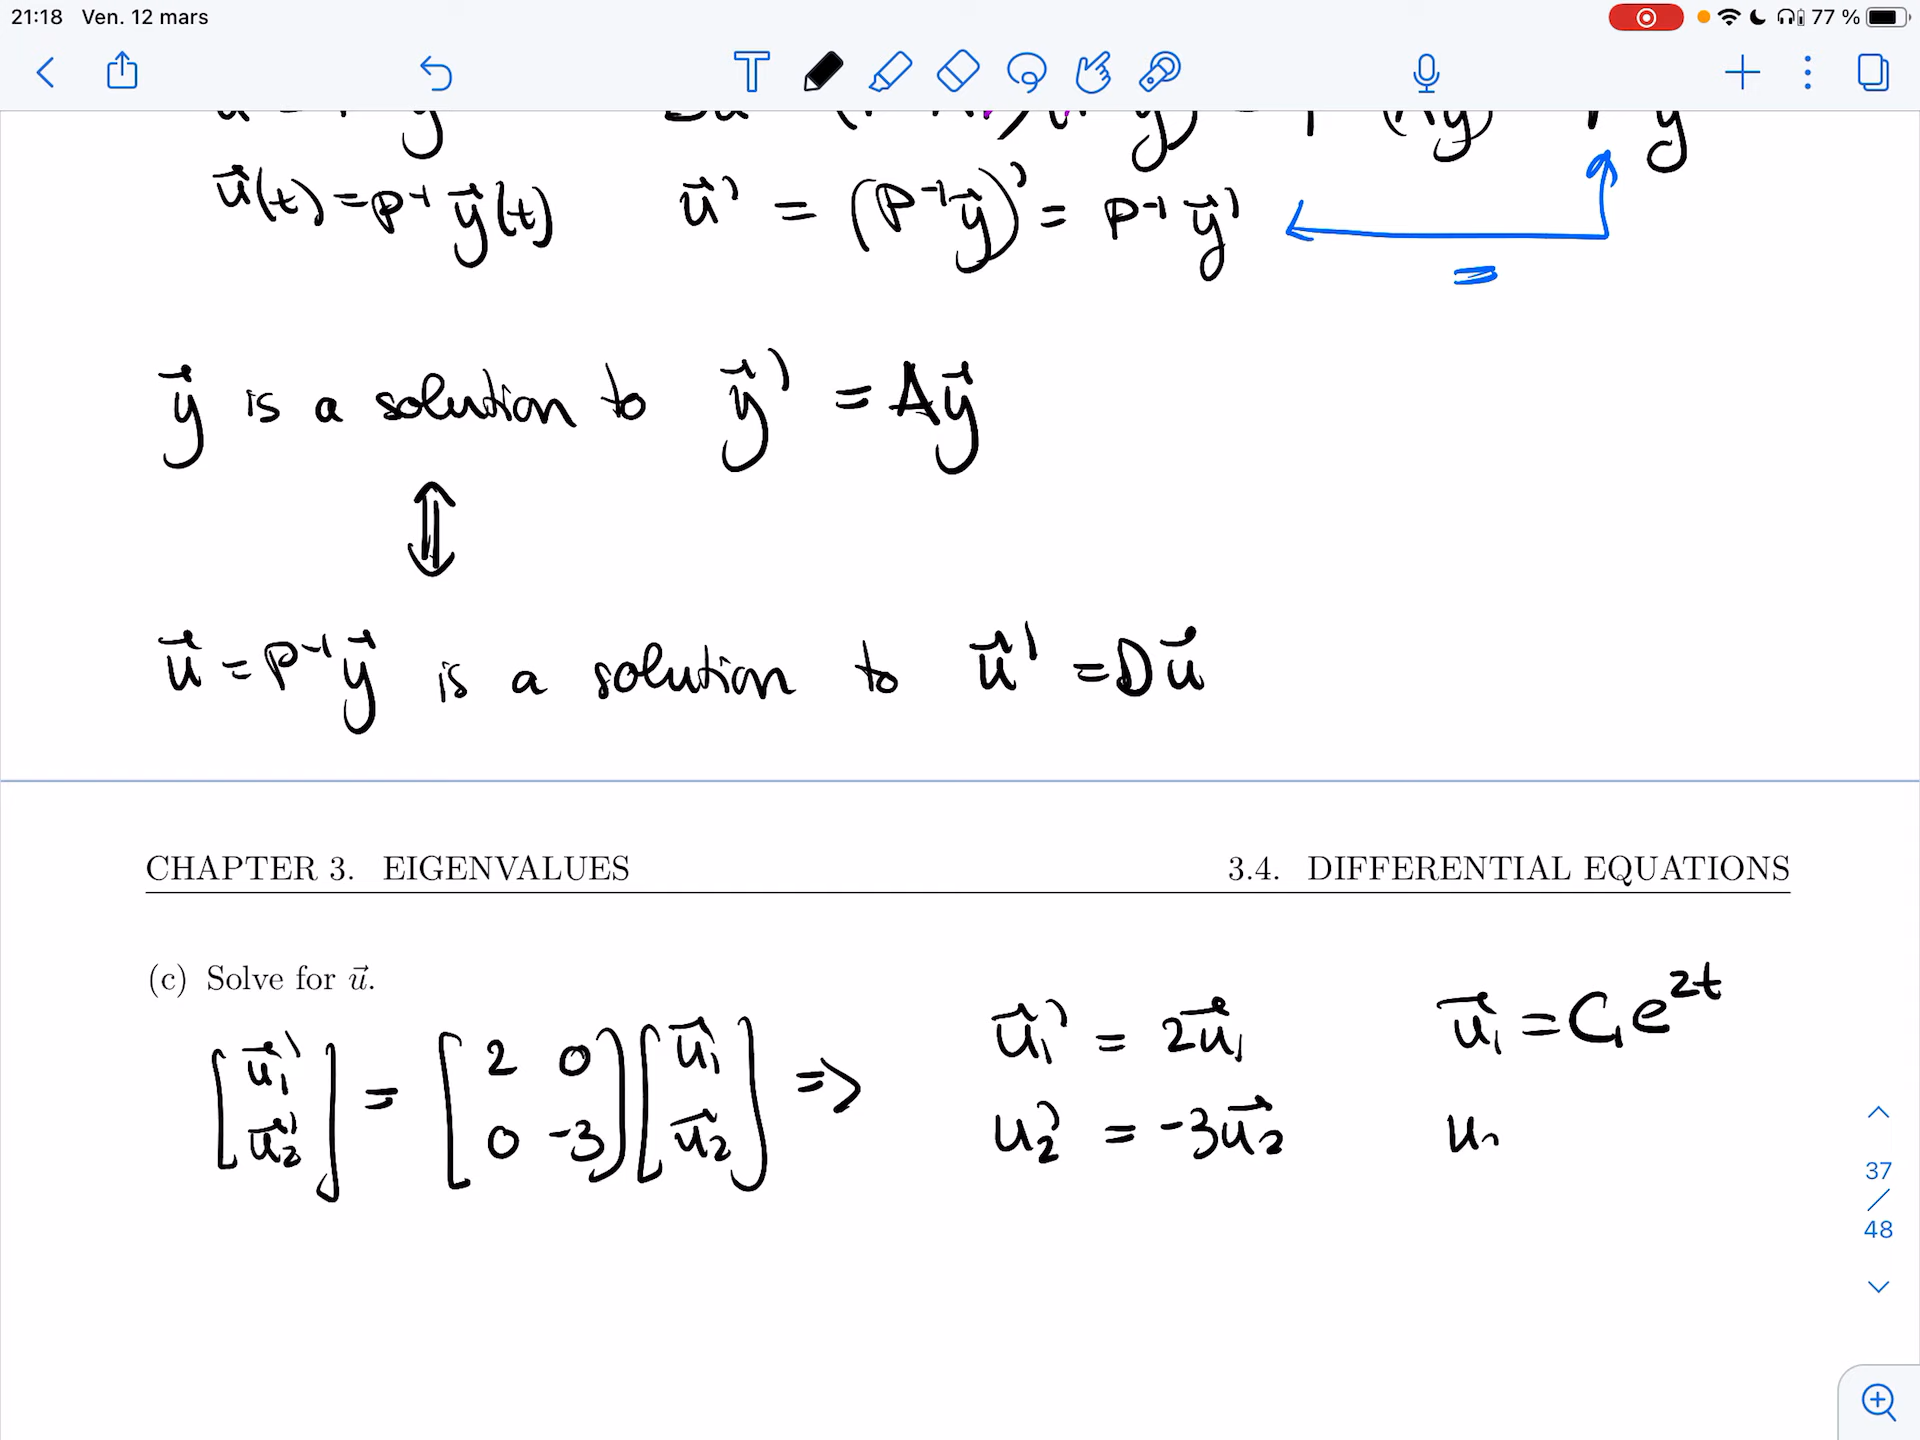 21:18 Ven. 12 mars 77 %
T
u⃗(t) = P⁻¹ y⃗(t) u⃗' = (P⁻¹y⃗)' = P⁻¹ y⃗'
=
y⃗ is a solution to y⃗' = Ay⃗
⇕
u⃗ = P⁻¹y⃗ is a solution to u⃗' = Du⃗
CHAPTER 3. EIGENVALUES 3.4. DIFFERENTIAL EQUATIONS
(c) Solve for u⃗.
[u⃗₁' ; u⃗₂'] = [2 0 ; 0 -3] [u⃗₁ ; u⃗₂] =>
u⃗₁' = 2u⃗₁ u⃗₁ = C₁e^2t
u₂' = -3u⃗₂ u₂
37
/
48